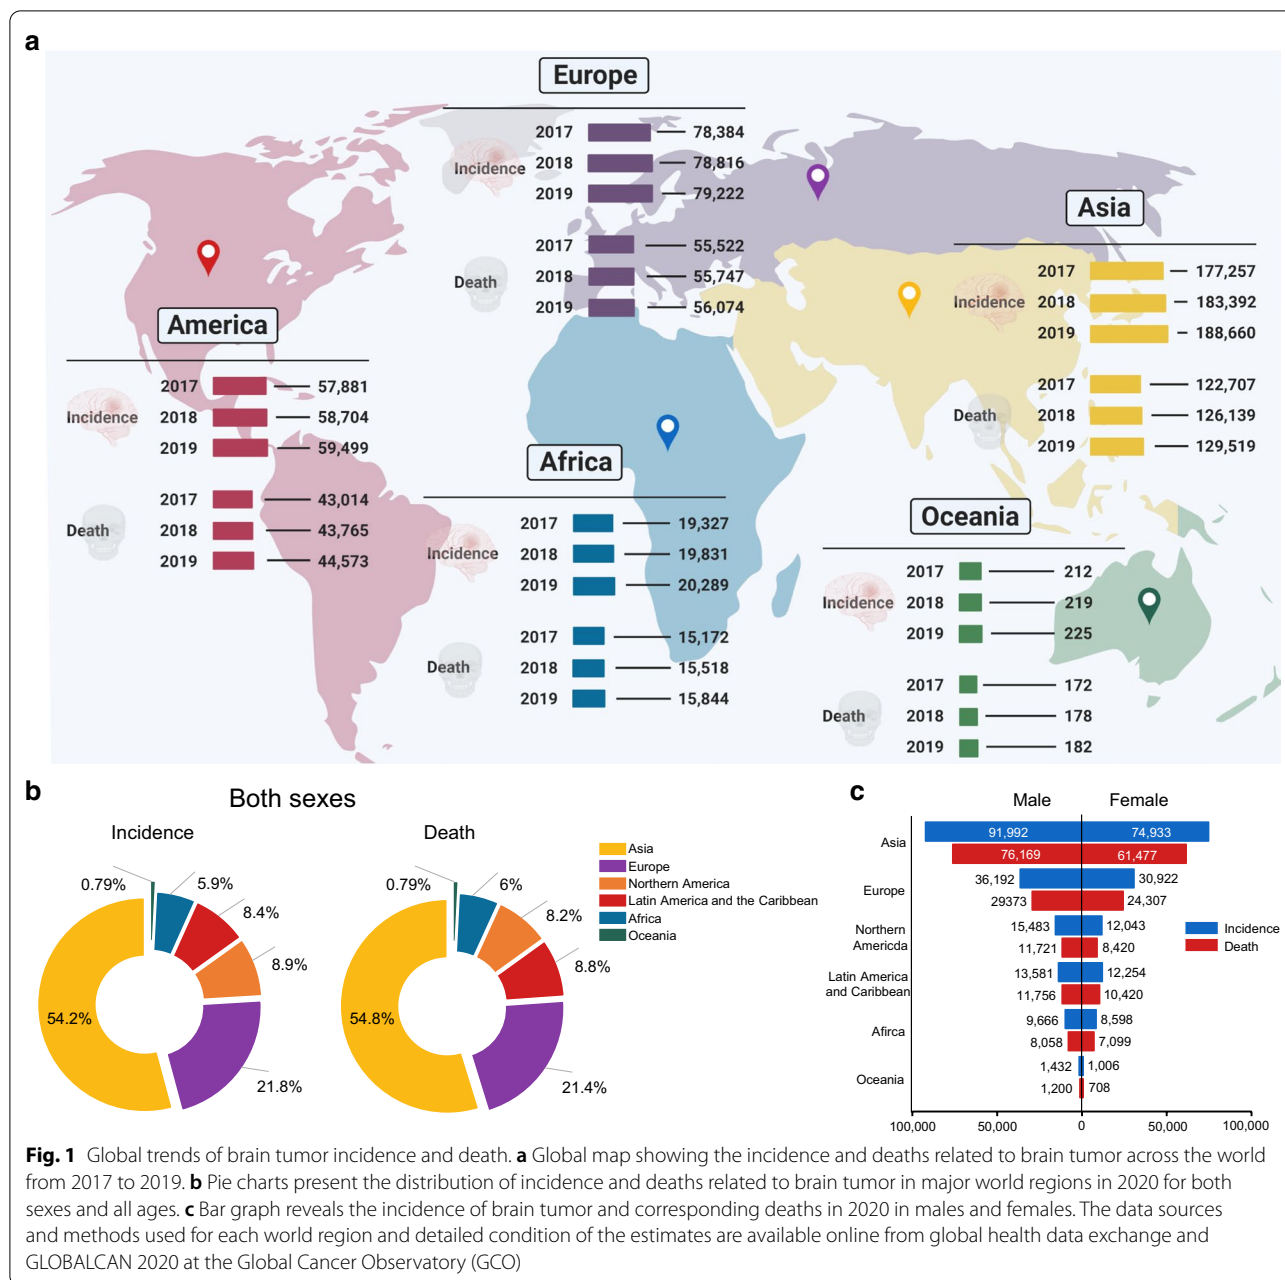 a
Europe
2017 78,384
Incidence 2018 78,816
2019 79,222
2017 55,522
Death 2018 55,747
2019 56,074
Asia
2017 177,257
Incidence 2018 183,392
2019 188,660
2017 122,707
Death 2018 126,139
2019 129,519
America
2017 57,881
Incidence 2018 58,704
2019 59,499
2017 43,014
Death 2018 43,765
2019 44,573
Africa
2017 19,327
Incidence 2018 19,831
2019 20,289
2017 15,172
Death 2018 15,518
2019 15,844
Oceania
2017 212
Incidence 2018 219
2019 225
2017 172
Death 2018 178
2019 182
b
Both sexes
Incidence
0.79%
5.9%
8.4%
8.9%
21.8%
54.2%
Death
0.79%
6%
8.2%
8.8%
21.4%
54.8%
Asia
Europe
Northern America
Latin America and the Caribbean
Africa
Oceania
c
Male Female
Asia
91,992 74,933
76,169 61,477
Europe
36,192 30,922
29373 24,307
Northern
Americda
15,483 12,043
11,721 8,420
Latin America
and Caribbean
13,581 12,254
11,756 10,420
Afirca
9,666 8,598
8,058 7,099
Oceania
1,432 1,006
1,200 708
Incidence
Death
100,000 50,000 0 50,000 100,000
Fig. 1 Global trends of brain tumor incidence and death. a Global map showing the incidence and deaths related to brain tumor across the world
from 2017 to 2019. b Pie charts present the distribution of incidence and deaths related to brain tumor in major world regions in 2020 for both
sexes and all ages. c Bar graph reveals the incidence of brain tumor and corresponding deaths in 2020 in males and females. The data sources
and methods used for each world region and detailed condition of the estimates are available online from global health data exchange and
GLOBALCAN 2020 at the Global Cancer Observatory (GCO)